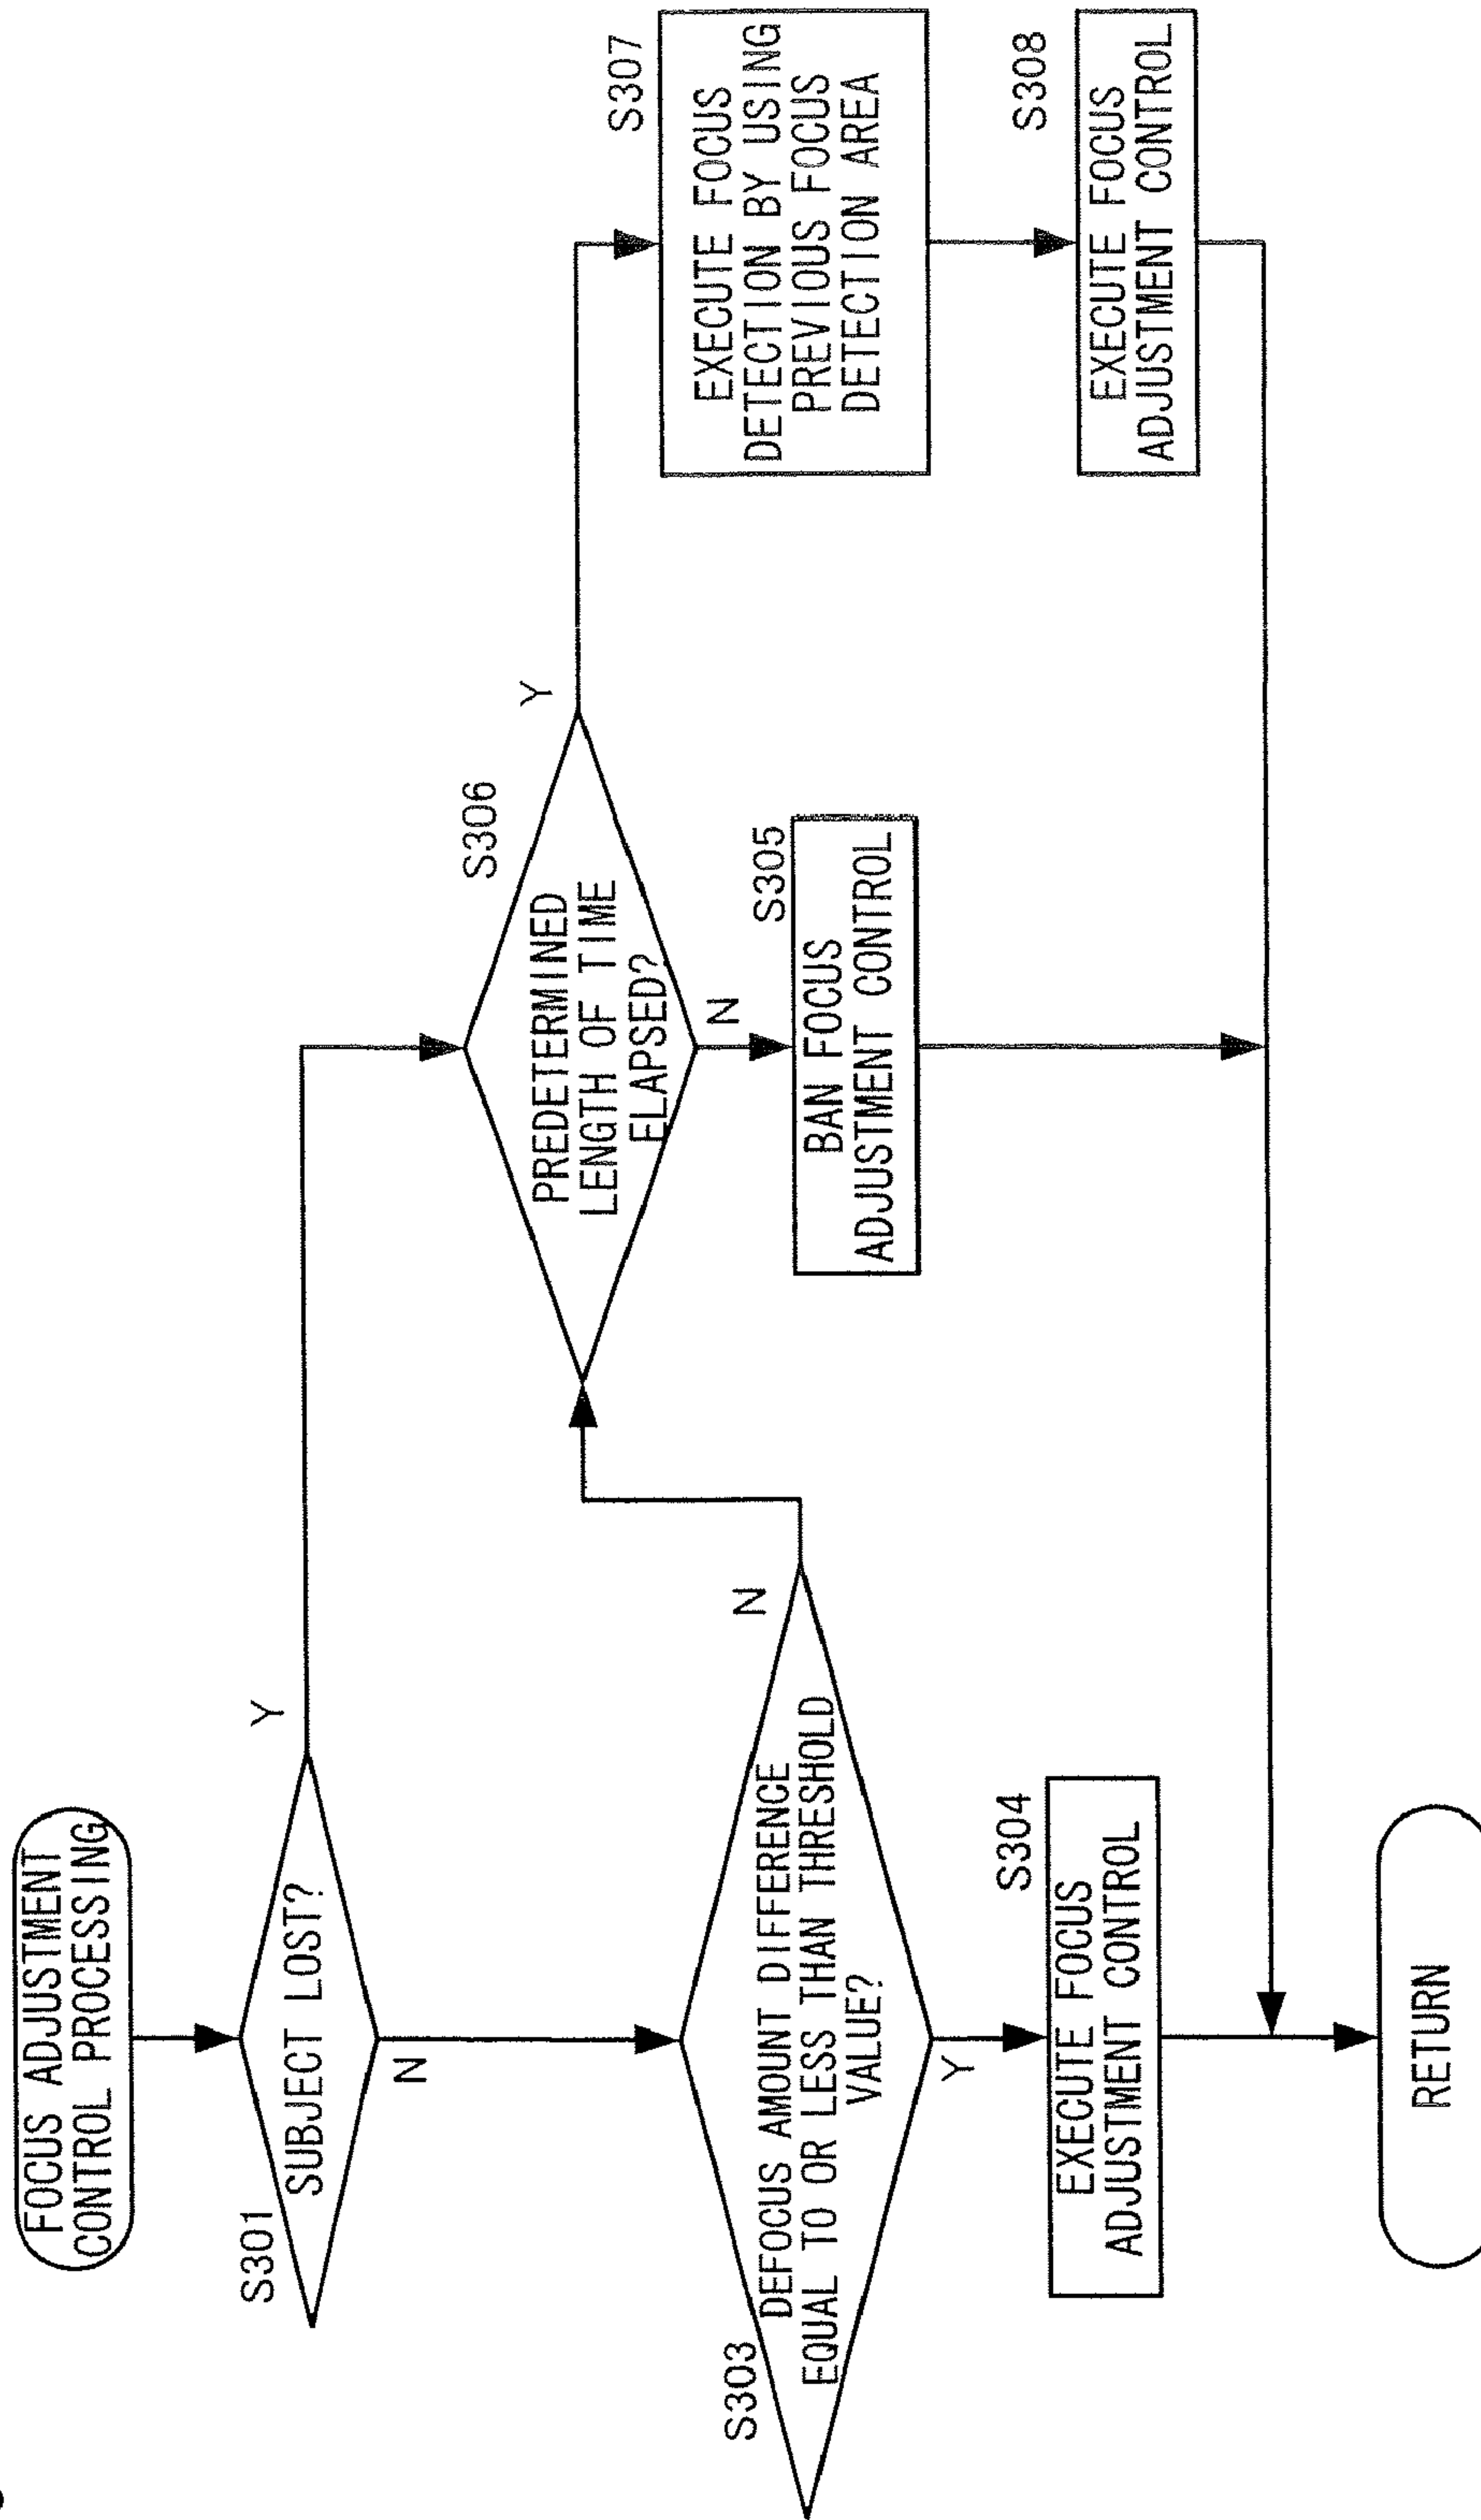 FOCUS ADJUSTMENT
CONTROL PROCESSING
S301
SUBJECT LOST?
Y
N
S303
DEFOCUS AMOUNT DIFFERENCE
EQUAL TO OR LESS THAN THRESHOLD
VALUE?
N
Y
S304
EXECUTE FOCUS
ADJUSTMENT CONTROL
S306
PREDETERMINED
LENGTH OF TIME
ELAPSED?
Y
N
S305
BAN FOCUS
ADJUSTMENT CONTROL
S307
EXECUTE FOCUS
DETECTION BY USING
PREVIOUS FOCUS
DETECTION AREA
S308
EXECUTE FOCUS
ADJUSTMENT CONTROL
RETURN